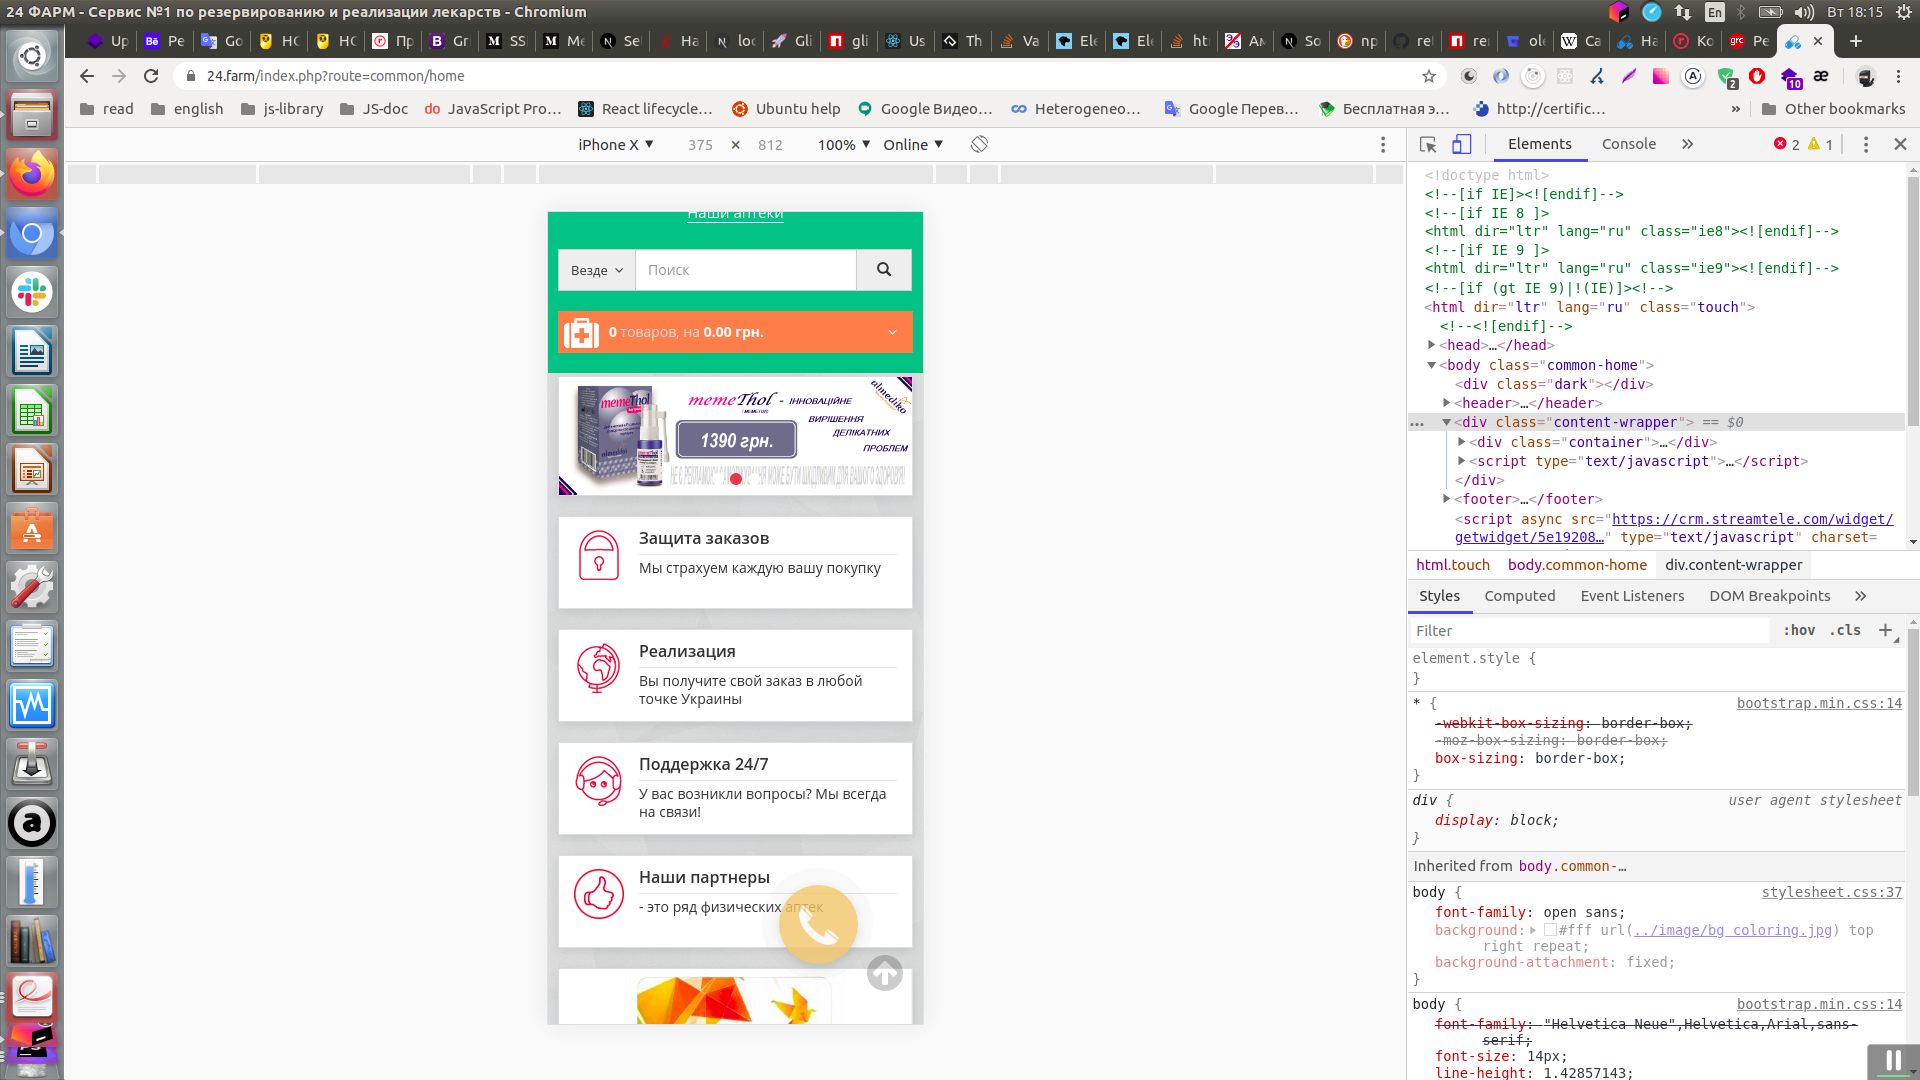 24 ФАРМ - Сервис №1 по резервированию и реализации лекарств - Chromium
En
Вт 18:15
Up
Pe
Go
HC
HC
Пр
Gr
SS
Me
Se
Ha
loc
Gli
gli
Us
Th
Va
Ele
Ele
htt
Ам
So
np
rel
rer
ole
Ca
На
Ko
Pe
24.farm/index.php?route=common/home
2
10
read
english
js-library
JS-doc
JavaScript Pro...
React lifecycle...
Ubuntu help
Google Видео...
Heterogeneo...
Google Перев...
Бесплатная э...
http://certific...
»
Other bookmarks
iPhone X ▼ 375 × 812 100% ▼ Online ▼
Elements Console » 2 1
Наши аптеки
Везде
Поиск
0 товаров, на 0.00 грн.
memeThol
memeThol - ІННОВАЦІЙНЕ
ВИРІШЕННЯ
ДЕЛІКАТНИХ
ПРОБЛЕМ
1390 грн.
almediko
Защита заказов
Мы страхуем каждую вашу покупку
Реализация
Вы получите свой заказ в любой
точке Украины
Поддержка 24/7
У вас возникли вопросы? Мы всегда
на связи!
Наши партнеры
- это ряд физических аптек
<!doctype html>
<!--[if IE]><![endif]-->
<!--[if IE 8 ]>
<html dir="ltr" lang="ru" class="ie8"><![endif]-->
<!--[if IE 9 ]>
<html dir="ltr" lang="ru" class="ie9"><![endif]-->
<!--[if (gt IE 9)|!(IE)]><!-->
<html dir="ltr" lang="ru" class="touch">
<!--<![endif]-->
<head>…</head>
<body class="common-home">
<div class="dark"></div>
<header>…</header>
<div class="content-wrapper"> == $0
<div class="container">…</div>
<script type="text/javascript">…</script>
</div>
<footer>…</footer>
<script async src="https://crm.streamtele.com/widget/
getwidget/5e19208…" type="text/javascript" charset=
html.touch body.common-home div.content-wrapper
Styles Computed Event Listeners DOM Breakpoints »
Filter :hov .cls +
element.style {
}
* { bootstrap.min.css:14
-webkit-box-sizing: border-box;
-moz-box-sizing: border-box;
box-sizing: border-box;
}
div { user agent stylesheet
display: block;
}
Inherited from body.common-…
body { stylesheet.css:37
font-family: open sans;
background: #fff url(../image/bg_coloring.jpg) top
right repeat;
background-attachment: fixed;
}
body { bootstrap.min.css:14
font-family: "Helvetica Neue",Helvetica,Arial,sans-
serif;
font-size: 14px;
line-height: 1.42857143;